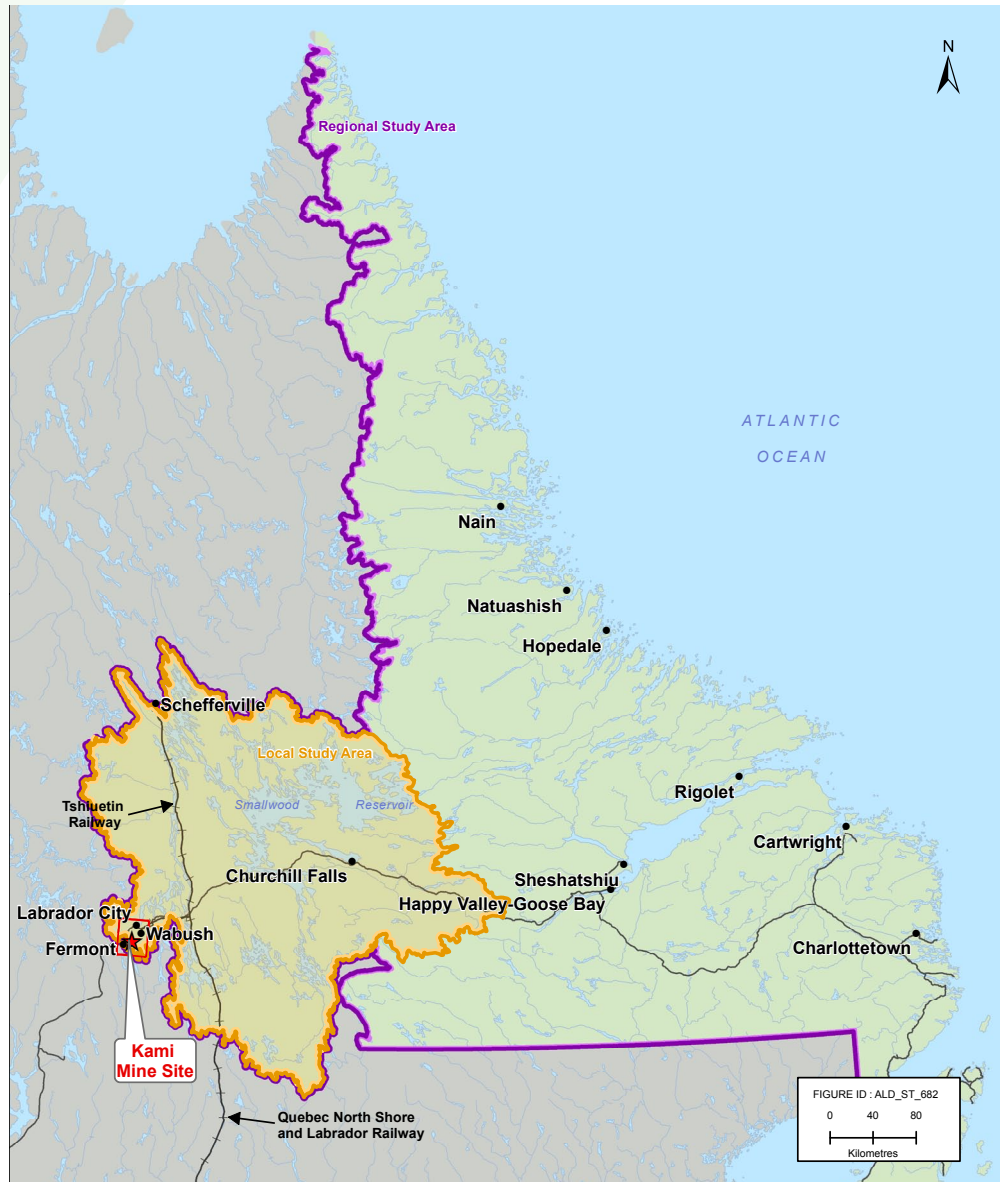 N
Regional Study Area
ATLANTIC
OCEAN
Nain
Natuashish
Hopedale
Schefferville
Local Study Area
Smallwood Reservoir
Tshiuetin
Railway
Rigolet
Cartwright
Churchill Falls
Sheshatshiu
Happy Valley-Goose Bay
Labrador City
Wabush
Fermont
Charlottetown
Kami
Mine Site
Quebec North Shore
and Labrador Railway
FIGURE ID : ALD_ST_682
0 40 80
Kilometres